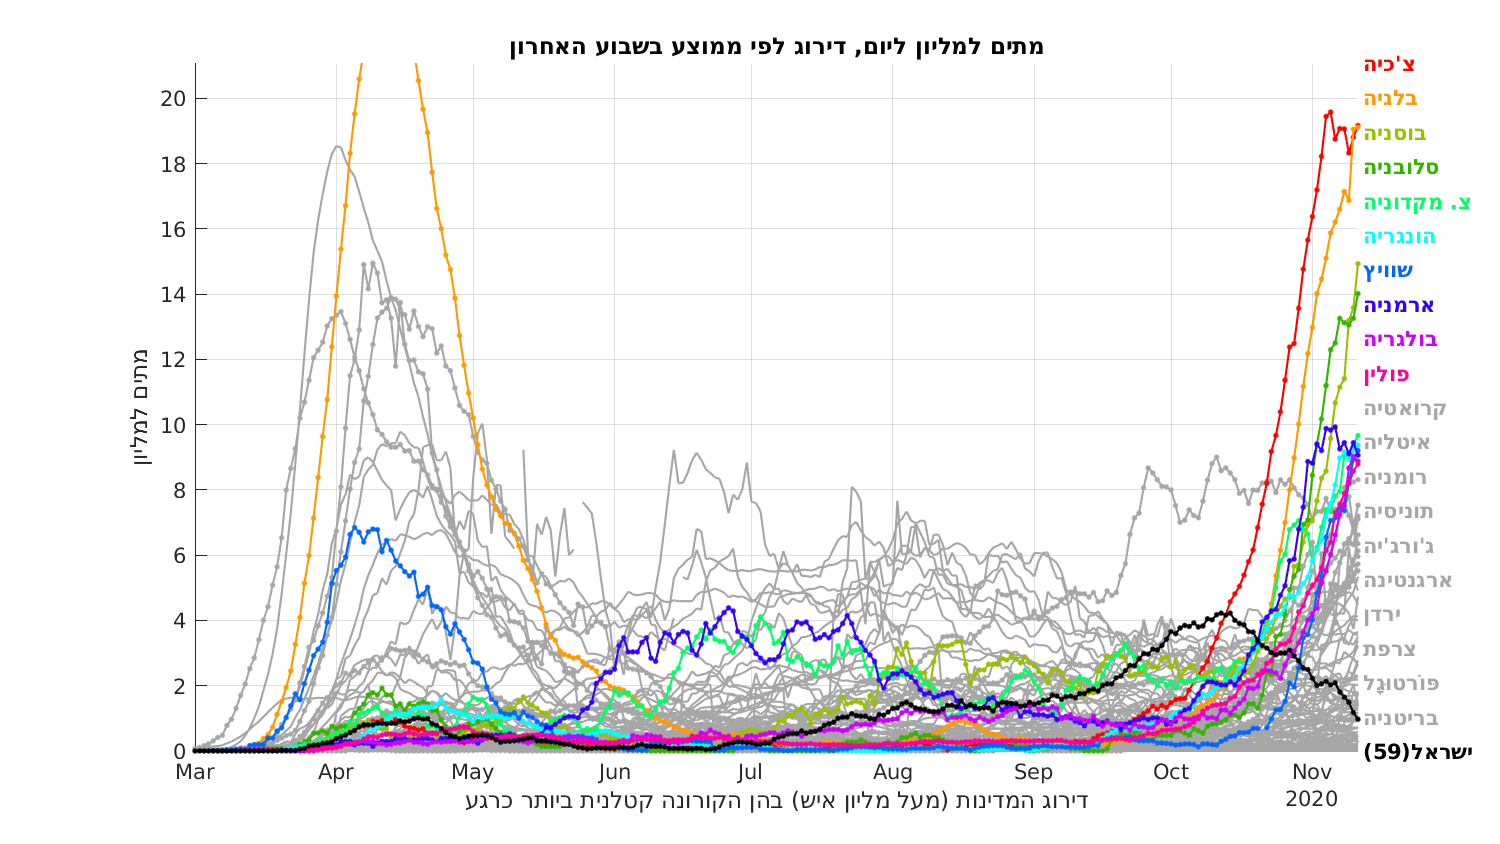 מתים למליון ליום, דירוג לפי ממוצע בשבוע האחרון
צ'כיה
בלגיה
בוסניה
סלובניה
צ. מקדוניה
הונגריה
שוויץ
ארמניה
בולגריה
פולין
קרואטיה
איטליה
רומניה
תוניסיה
ג'ורג'יה
ארגנטינה
ירדן
צרפת
פּוֹרטוּגָל
בריטניה
ישראל(59)
מתים למליון
20
18
16
14
12
10
8
6
4
2
0
Mar Apr May Jun Jul Aug Sep Oct Nov
2020
דירוג המדינות (מעל מליון איש) בהן הקורונה קטלנית ביותר כרגע